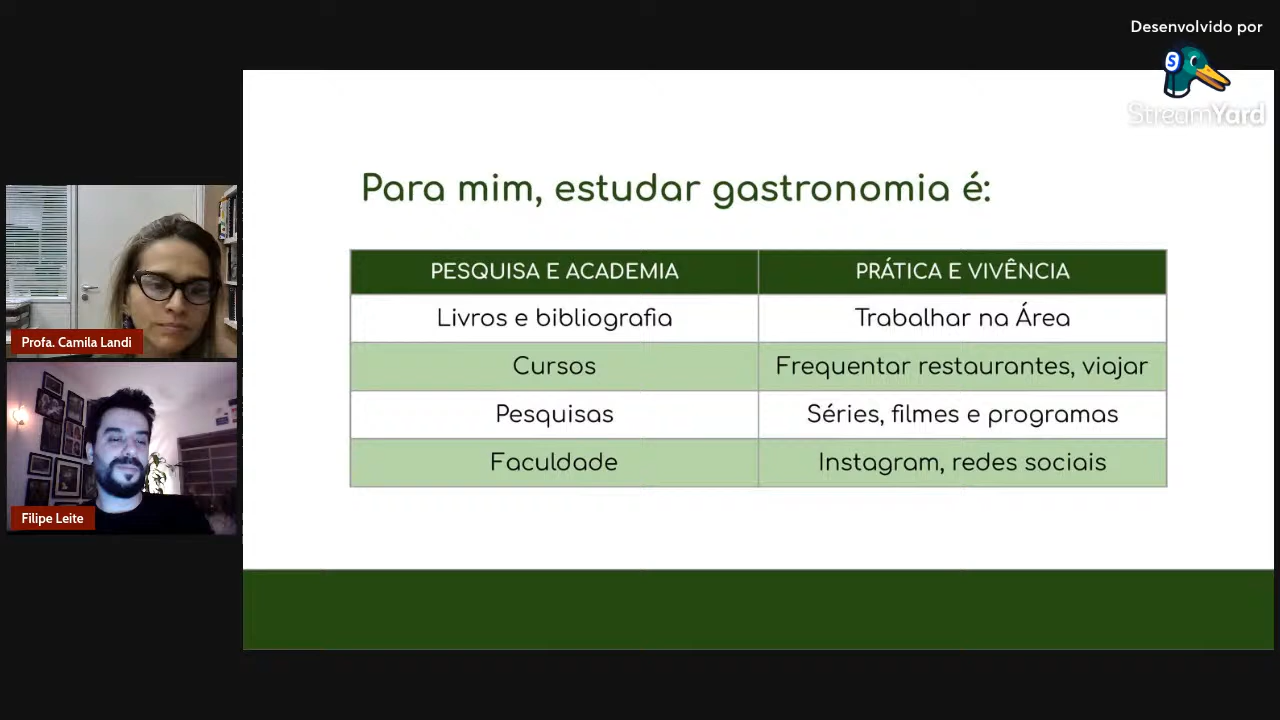 Desenvolvido por
S
StreamYard
Para mim, estudar gastronomia é:
PESQUISA E ACADEMIA PRÁTICA E VIVÊNCIA
Livros e bibliografia Trabalhar na Área
Cursos Frequentar restaurantes, viajar
Pesquisas Séries, filmes e programas
Faculdade Instagram, redes sociais
Profa. Camila Landi
Filipe Leite